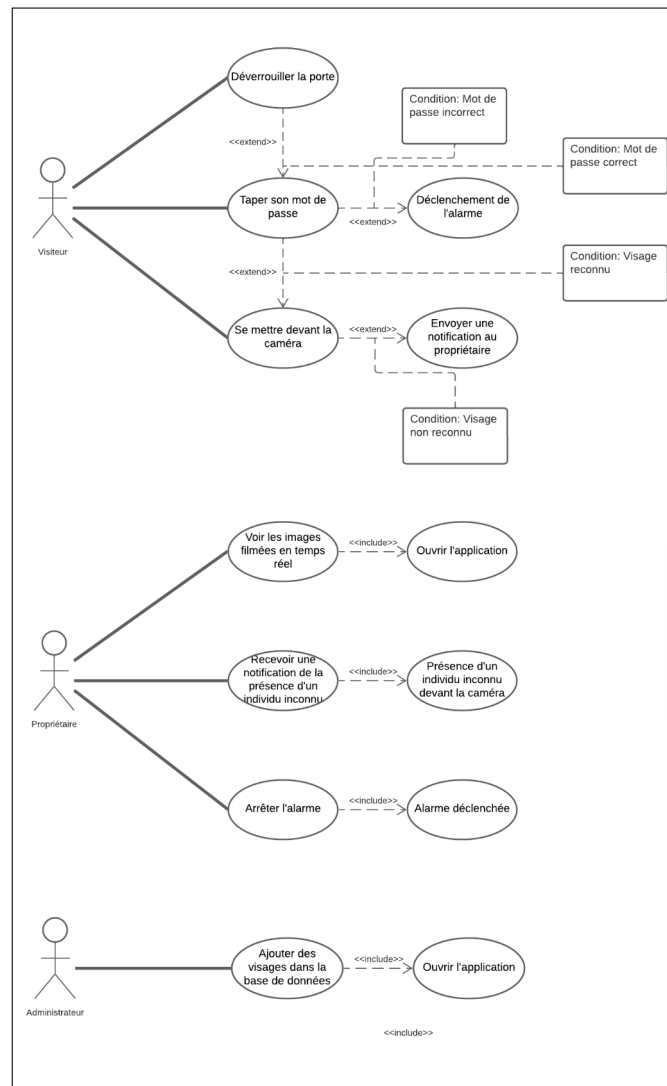 Déverrouiller la porte
Condition: Mot de
passe incorrect
<<extend>>
Condition: Mot de
passe correct
Taper son mot de
passe
Déclenchement de
l'alarme
<<extend>>
Visiteur
<<extend>>
Condition: Visage
reconnu
Se mettre devant la
caméra
<<extend>>
Envoyer une
notification au
propriétaire
Condition: Visage
non reconnu
Voir les images
filmées en temps
réel
<<include>>
Ouvrir l'application
Recevoir une
notification de la
présence d'un
individu inconnu
<<include>>
Présence d'un
individu inconnu
devant la caméra
Propriétaire
Arrêter l'alarme
<<include>>
Alarme déclenchée
Ajouter des
visages dans la
base de données
<<include>>
Ouvrir l'application
Administrateur
<<include>>